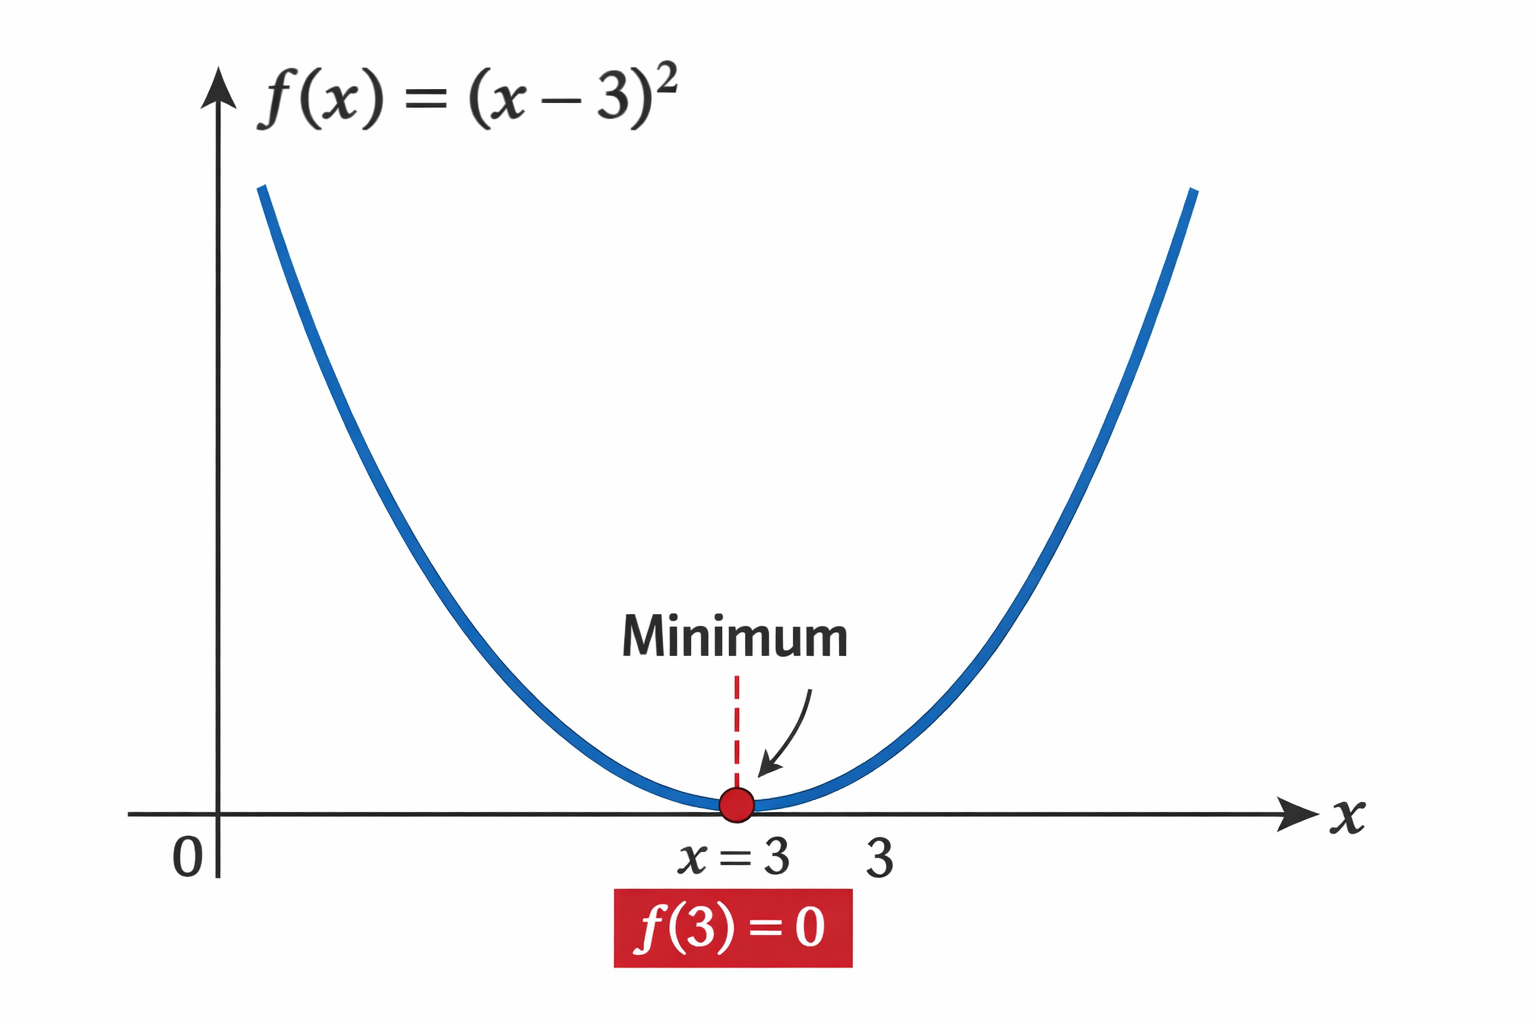 f(x) = (x − 3)²
Minimum
x
0
x = 3
3
f(3) = 0